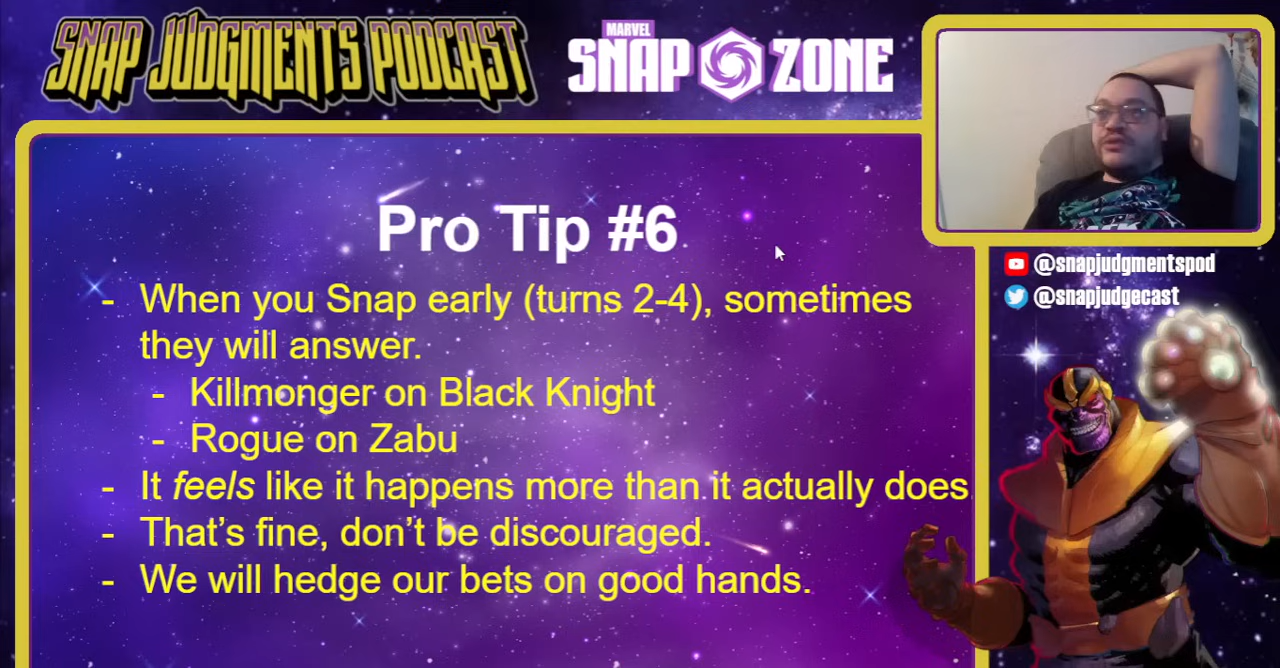 SNAP JUDGMENTS PODCAST
MARVEL
SNAP ZONE
Pro Tip #6
- When you Snap early (turns 2-4), sometimes
they will answer.
- Killmonger on Black Knight
- Rogue on Zabu
- It feels like it happens more than it actually does
- That's fine, don't be discouraged.
- We will hedge our bets on good hands.
@snapjudgmentspod
@snapjudgecast